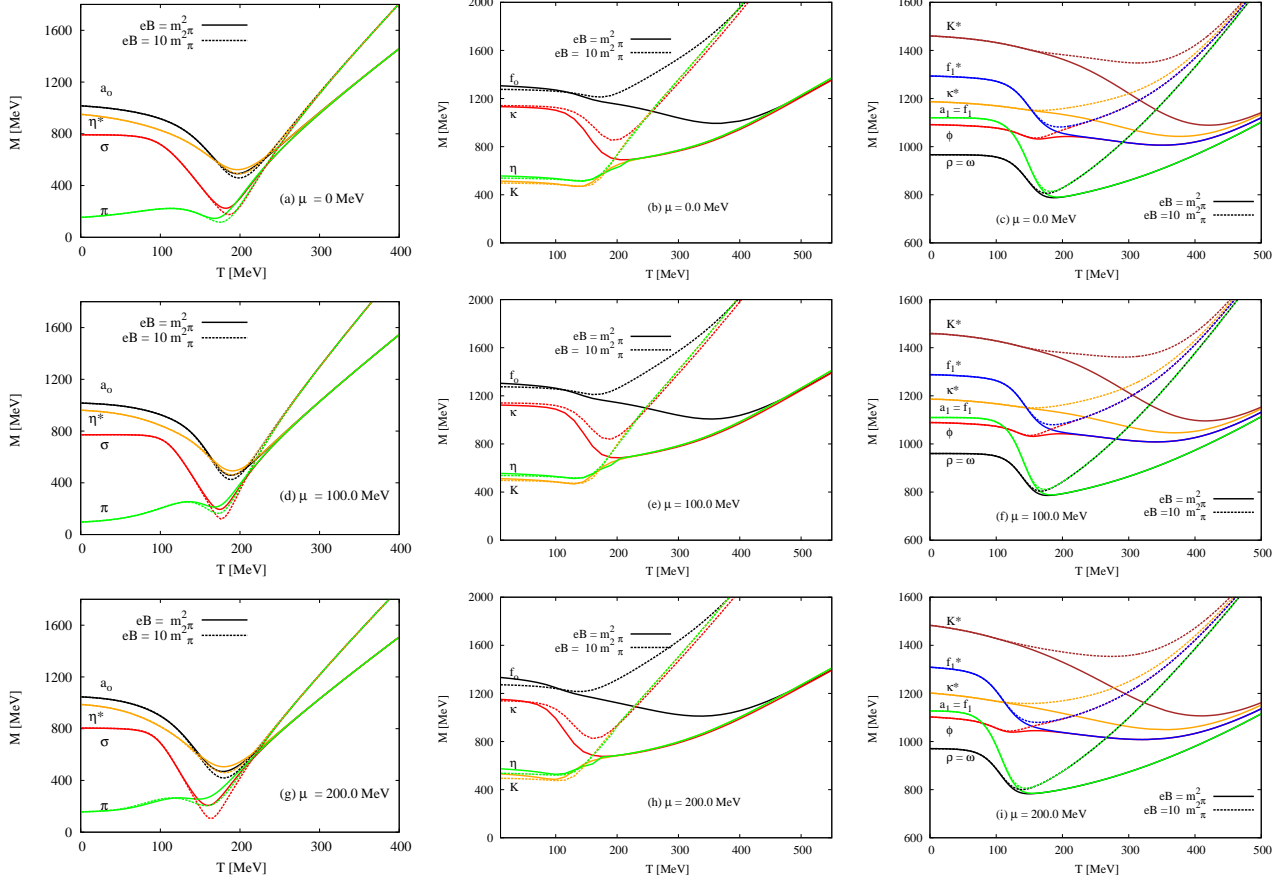 eB = m²π
eB = 10 m²π
1600
1200
800
400
0
M [MeV]
aₒ
η*
σ
π
(a) μ = 0 MeV
0 100 200 300 400
T [MeV]
eB = m²π
eB = 10 m²π
2000
1600
1200
800
400
0
M [MeV]
fₒ
κ
η
K
(b) μ = 0.0 MeV
100 200 300 400 500
T [MeV]
1600
1400
1200
1000
800
600
M [MeV]
K*
f₁*
κ*
a₁ = f₁
φ
ρ = ω
(c) μ = 0.0 MeV
eB = m²π
eB =10 m²π
0 100 200 300 400 500
T [MeV]
eB = m²π
eB = 10 m²π
1600
1200
800
400
0
M [MeV]
aₒ
η*
σ
π
(d) μ = 100.0 MeV
0 100 200 300 400
T [MeV]
eB = m²π
eB = 10 m²π
2000
1600
1200
800
400
0
M [MeV]
fₒ
κ
η
K
(e) μ = 100.0 MeV
100 200 300 400 500
T [MeV]
1600
1400
1200
1000
800
600
M [MeV]
K*
f₁*
κ*
a₁ = f₁
φ
ρ = ω
(f) μ = 100.0 MeV
eB = m²π
eB =10 m²π
0 100 200 300 400 500
T [MeV]
eB = m²π
eB = 10 m²π
1600
1200
800
400
0
M [MeV]
aₒ
η*
σ
π
(g) μ = 200.0 MeV
0 100 200 300 400
T [MeV]
eB = m²π
eB = 10 m²π
2000
1600
1200
800
400
0
M [MeV]
fₒ
κ
η
K
(h) μ = 200.0 MeV
100 200 300 400 500
T [MeV]
1600
1400
1200
1000
800
600
M [MeV]
K*
f₁*
κ*
a₁ = f₁
φ
ρ = ω
(i) μ = 200.0 MeV
eB = m²π
eB =10 m²π
0 100 200 300 400 500
T [MeV]